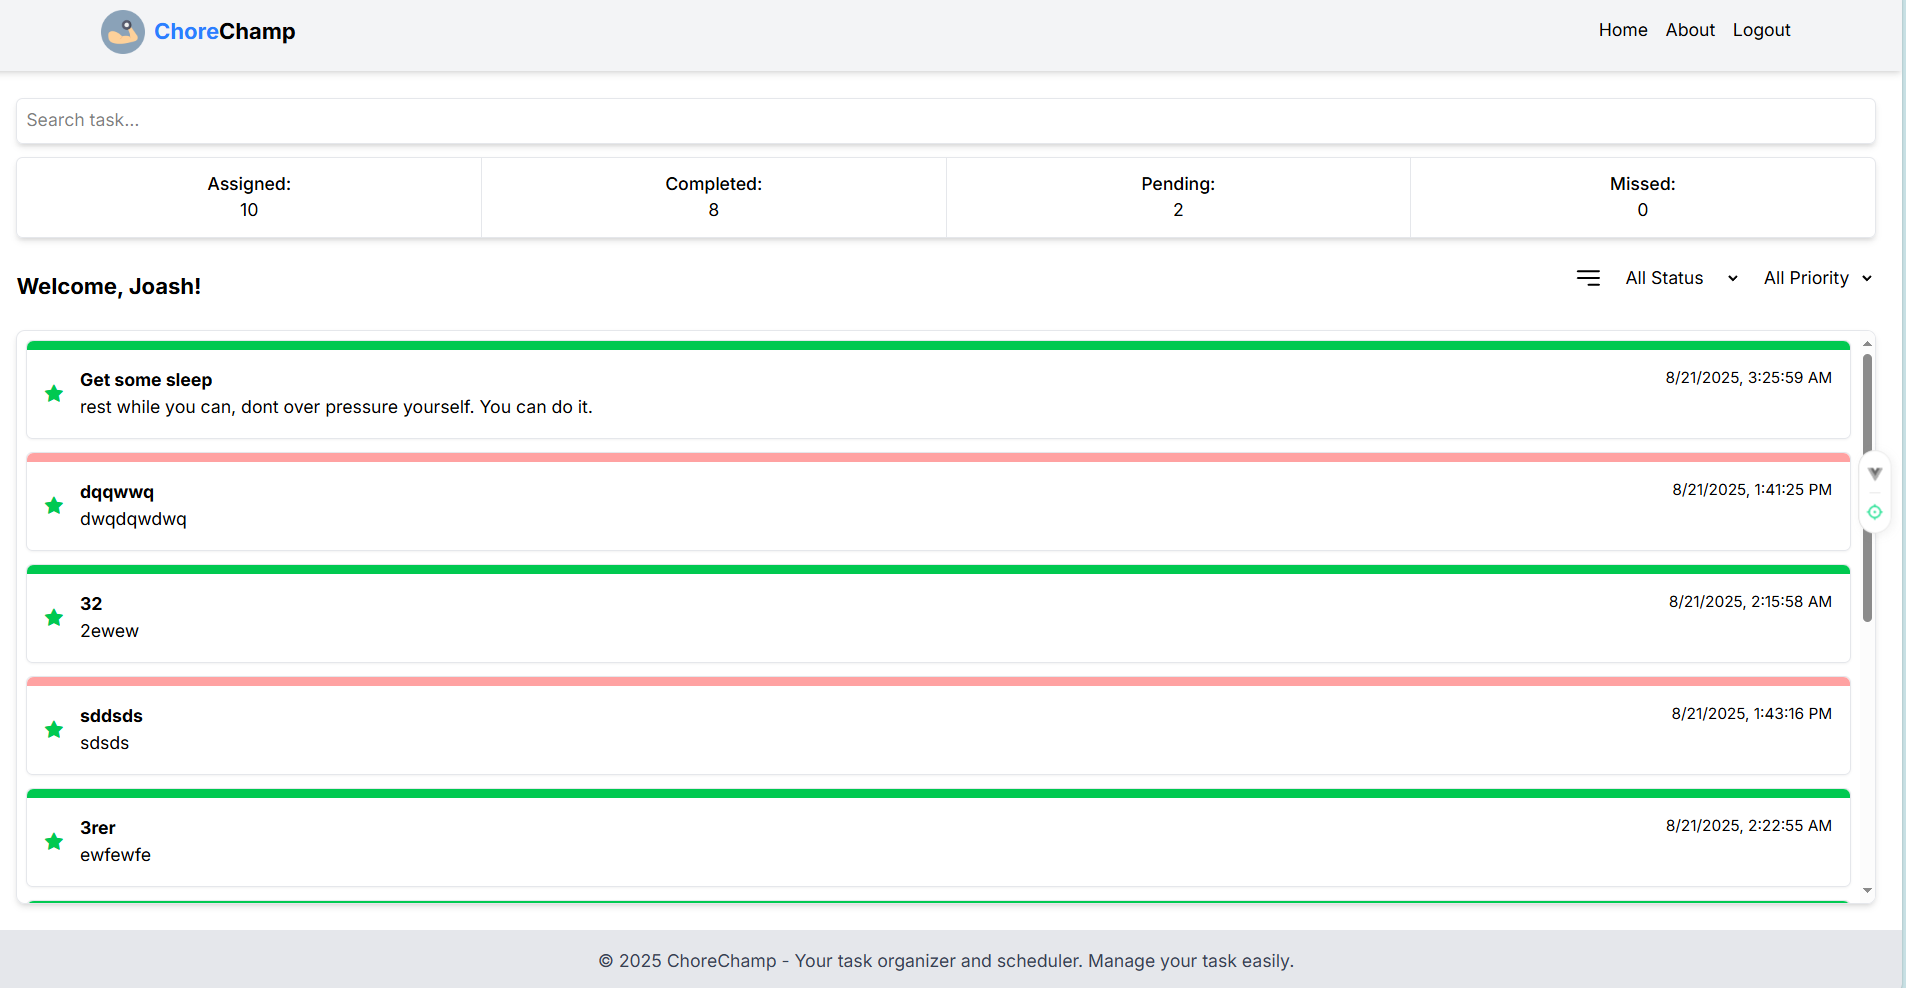 ChoreChamp
Home About Logout
Search task...
Assigned: Completed: Pending: Missed:
10 8 2 0
Welcome, Joash!
All Status All Priority
Get some sleep 8/21/2025, 3:25:59 AM
rest while you can, dont over pressure yourself. You can do it.
dqqwwq 8/21/2025, 1:41:25 PM
dwqdqwdwq
32 8/21/2025, 2:15:58 AM
2ewew
sddsds 8/21/2025, 1:43:16 PM
sdsds
3rer 8/21/2025, 2:22:55 AM
ewfewfe
© 2025 ChoreChamp - Your task organizer and scheduler. Manage your task easily.